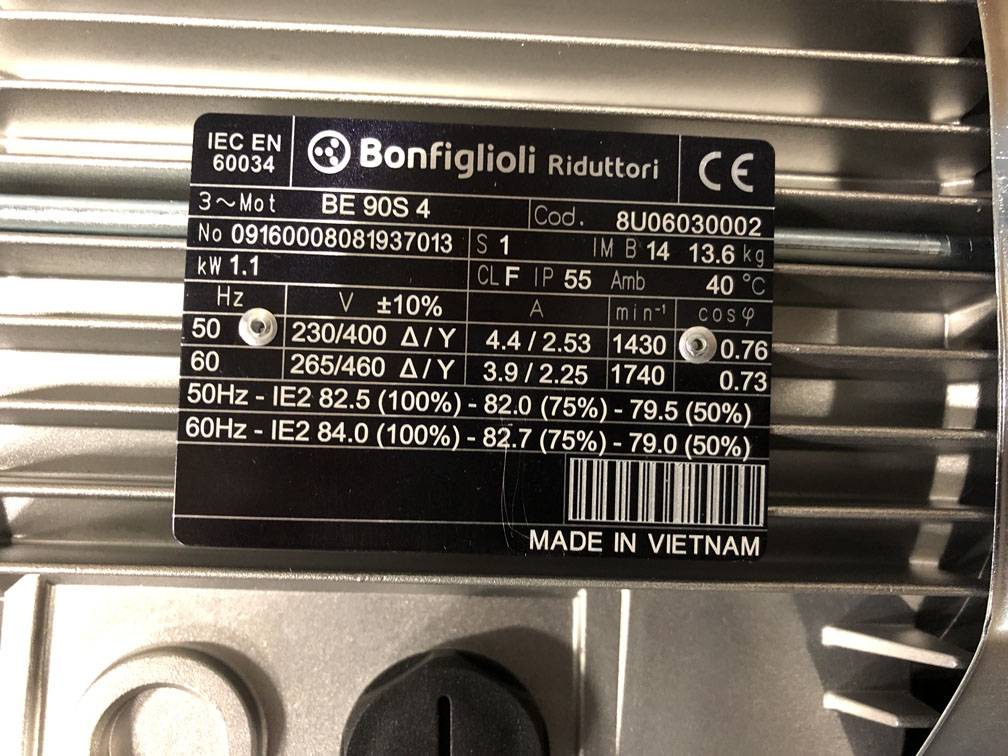 IEC EN
60034
Bonfiglioli Riduttori
CE
3~Mot BE 90S 4 Cod. 8U06030002
No 09160008081937013 S 1 IM B 14 13.6 kg
kW 1.1 CL F IP 55 Amb 40 °C
Hz V ±10% A min⁻¹ cosφ
50 230/400 Δ/Y 4.4 / 2.53 1430 0.76
60 265/460 Δ/Y 3.9 / 2.25 1740 0.73
50Hz - IE2 82.5 (100%) - 82.0 (75%) - 79.5 (50%)
60Hz - IE2 84.0 (100%) - 82.7 (75%) - 79.0 (50%)
MADE IN VIETNAM